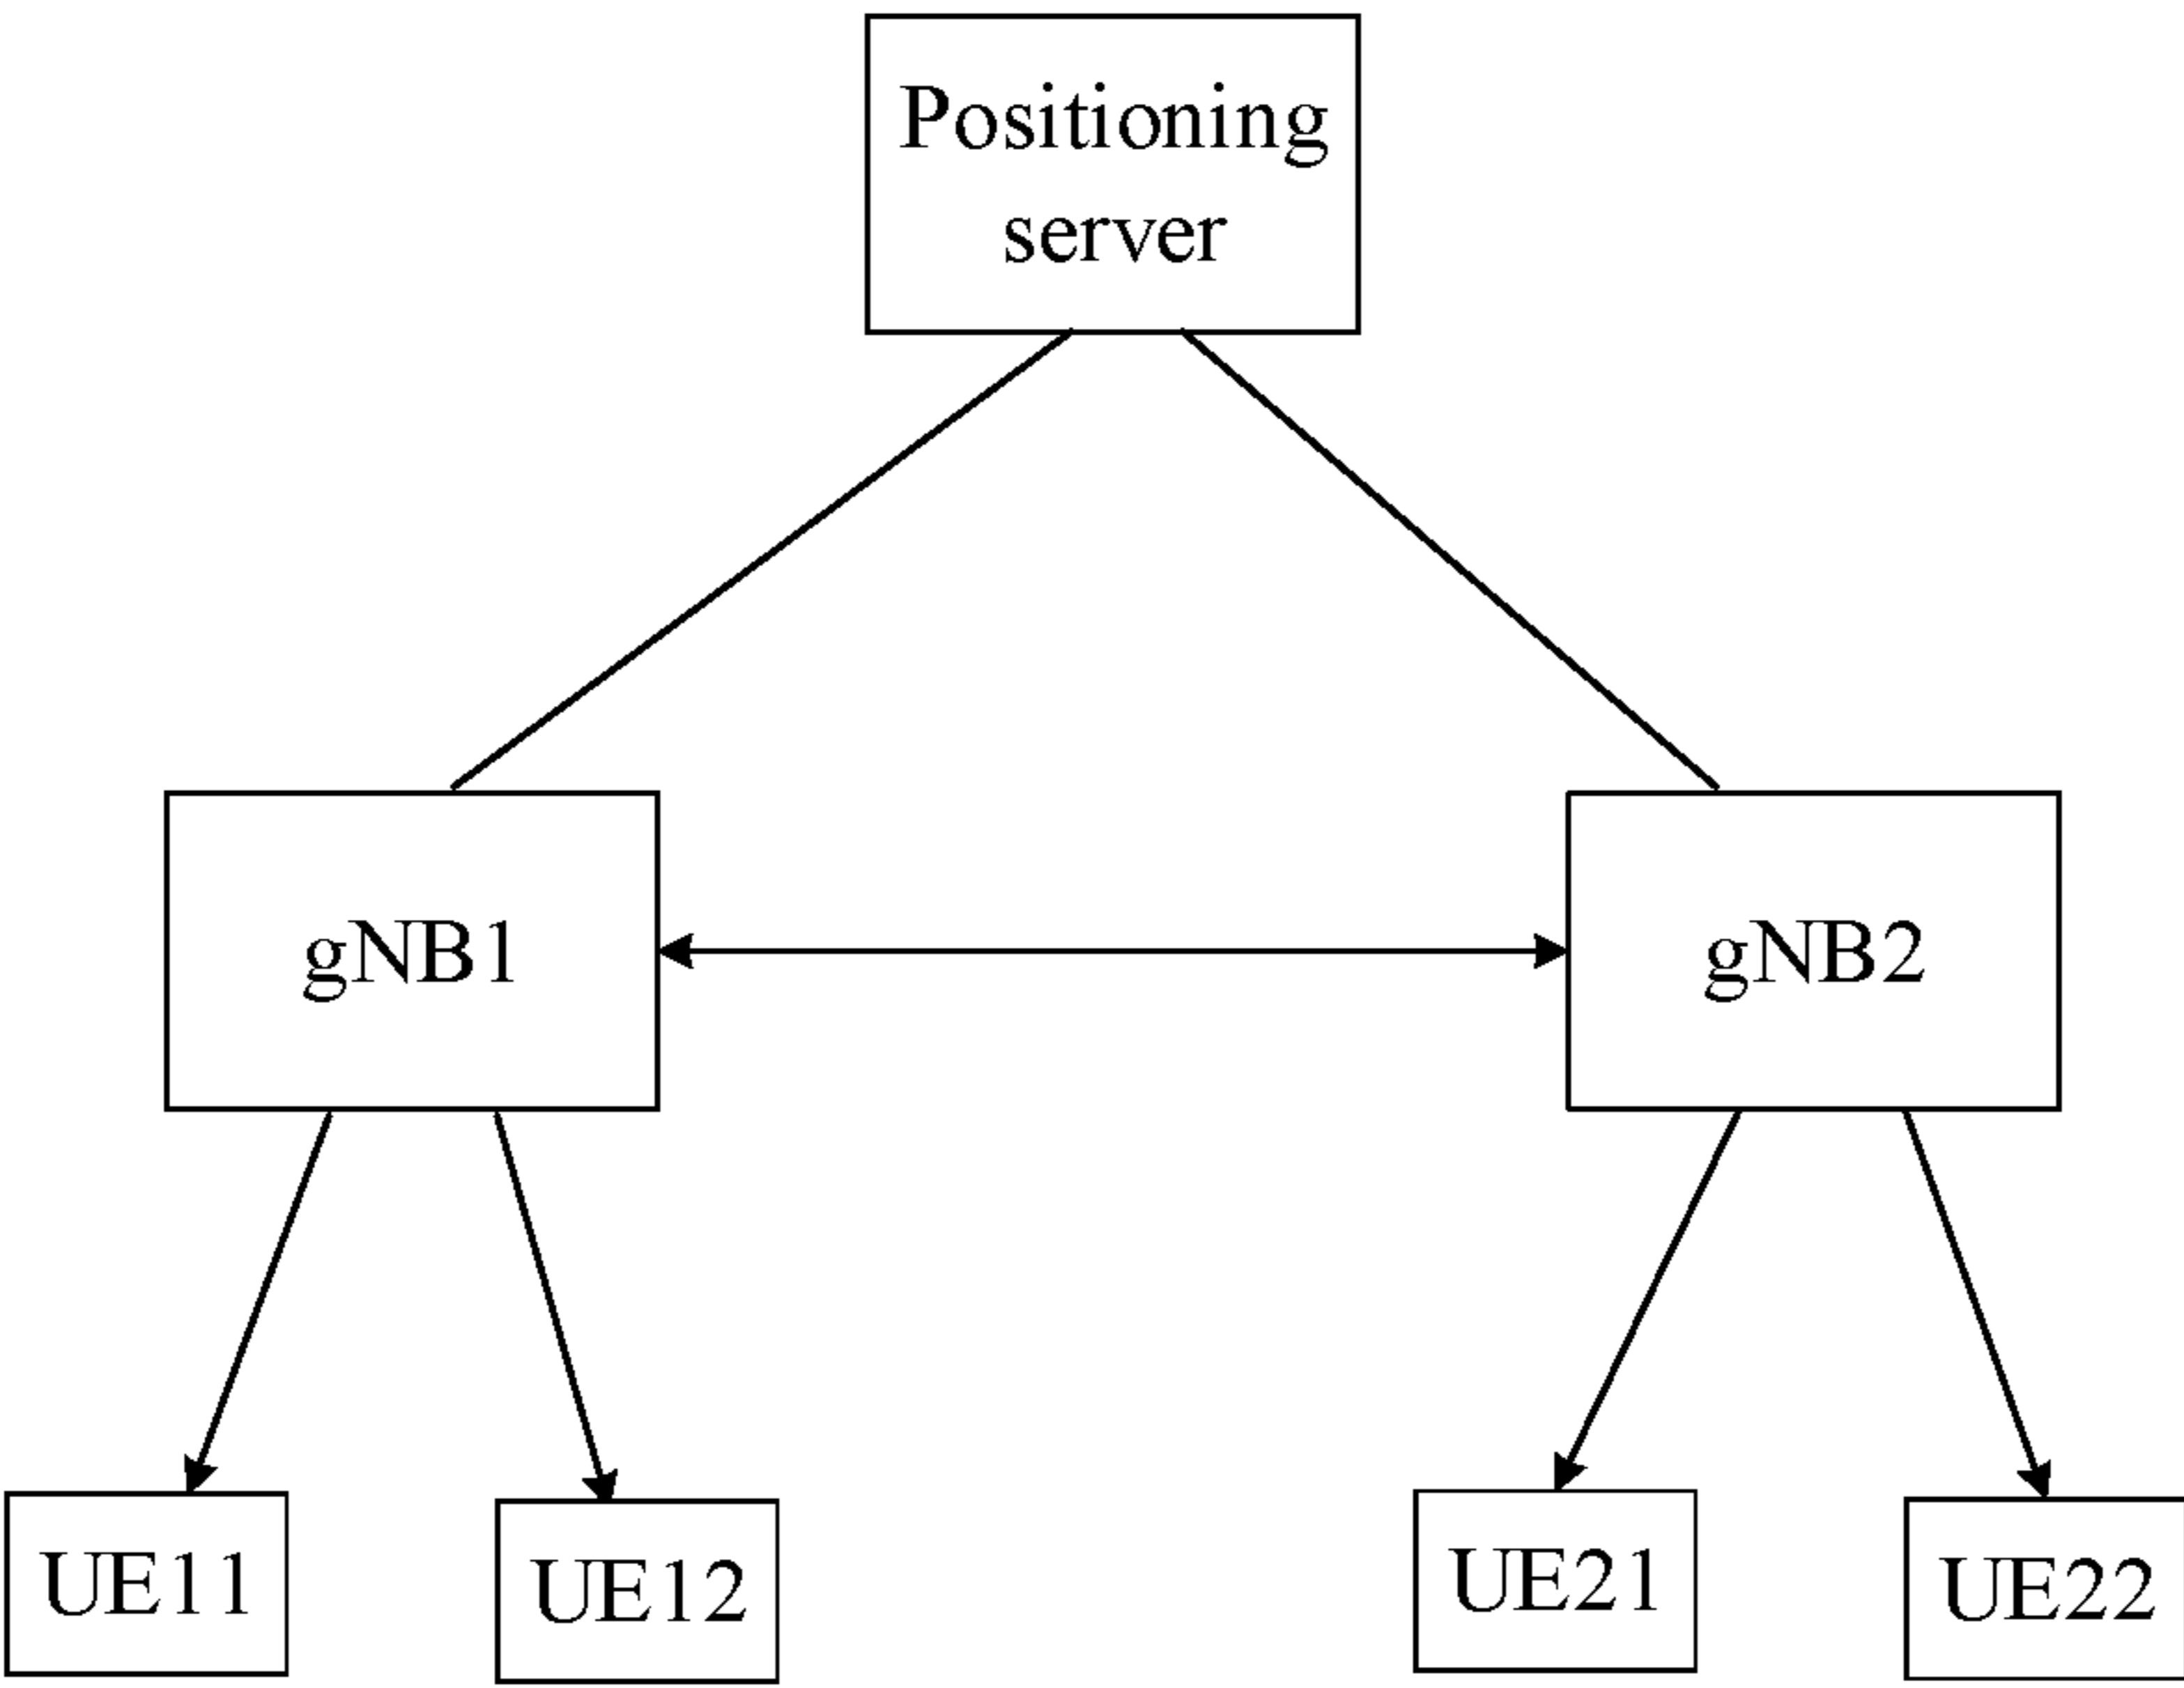 Positioning
server
gNB1
gNB2
UE11
UE12
UE21
UE22